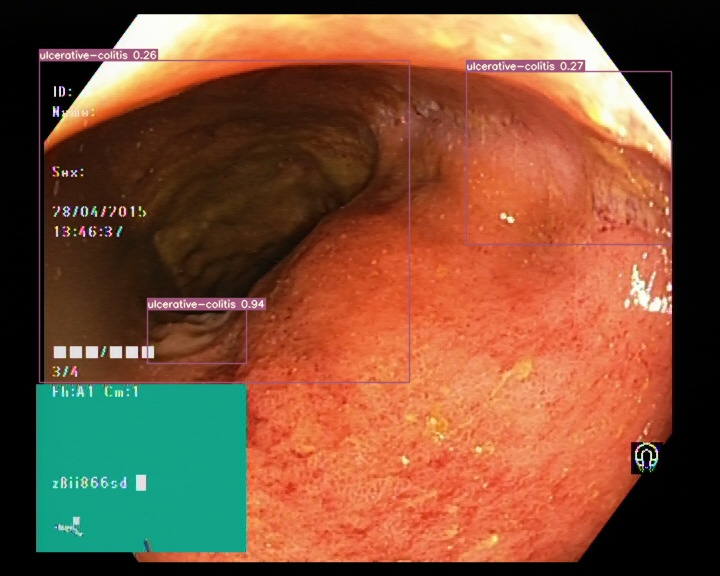 ulcerative-colitis 0.26
ulcerative-colitis 0.27
ID:
Name:
Sex:
28/04/2015
13:46:37
ulcerative-colitis 0.94
3/4
Eh:A1 Cm:1
zBii866sd